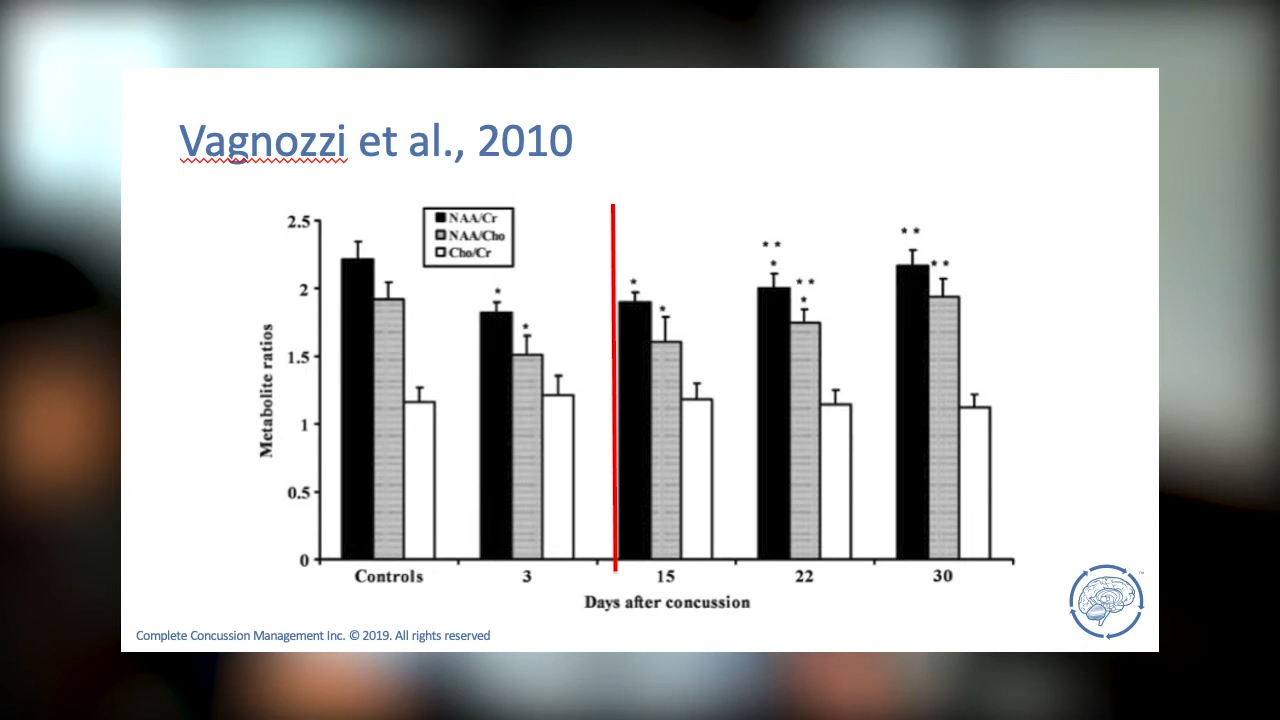 Vagnozzi et al., 2010
2.5
2
1.5
1
0.5
0
Metabolite ratios
NAA/Cr
NAA/Cho
Cho/Cr
*
*
*
*
* *
*
* *
*
* *
* *
Controls
3
15
22
30
Days after concussion
Complete Concussion Management Inc. © 2019. All rights reserved
™